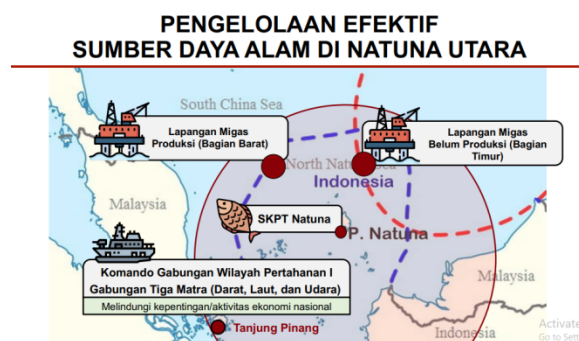 PENGELOLAAN EFEKTIF
SUMBER DAYA ALAM DI NATUNA UTARA
South China Sea
Lapangan Migas
Produksi (Bagian Barat)
Lapangan Migas
Belum Produksi (Bagian
Timur)
North Sea
Indonesia
Malaysia
SKPT Natuna
P. Natuna
Komando Gabungan Wilayah Pertahanan I
Gabungan Tiga Matra (Darat, Laut, dan Udara)
Melindungi kepentingan/aktivitas ekonomi nasional
Malaysia
Tanjung Pinang
Indonesia
Activate
Go to Sett